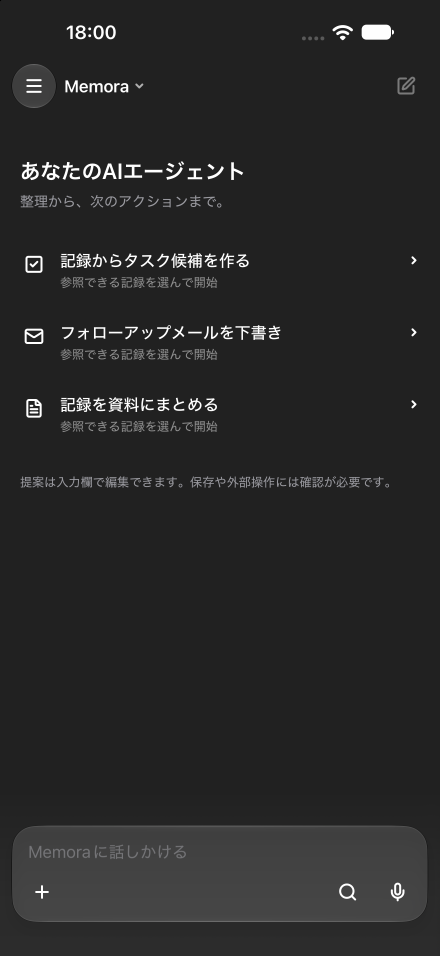 18:00
Memora
あなたのAIエージェント
整理から、次のアクションまで。
記録からタスク候補を作る
参照できる記録を選んで開始
フォローアップメールを下書き
参照できる記録を選んで開始
記録を資料にまとめる
参照できる記録を選んで開始
提案は入力欄で編集できます。保存や外部操作には確認が必要です。
Memoraに話しかける